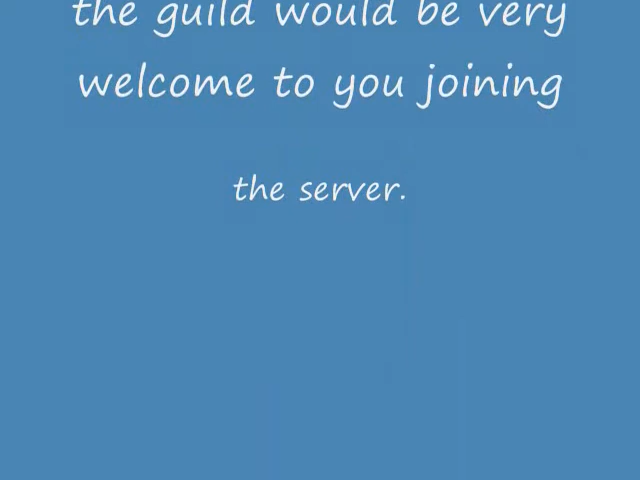 the guild would be very
welcome to you joining
the server.